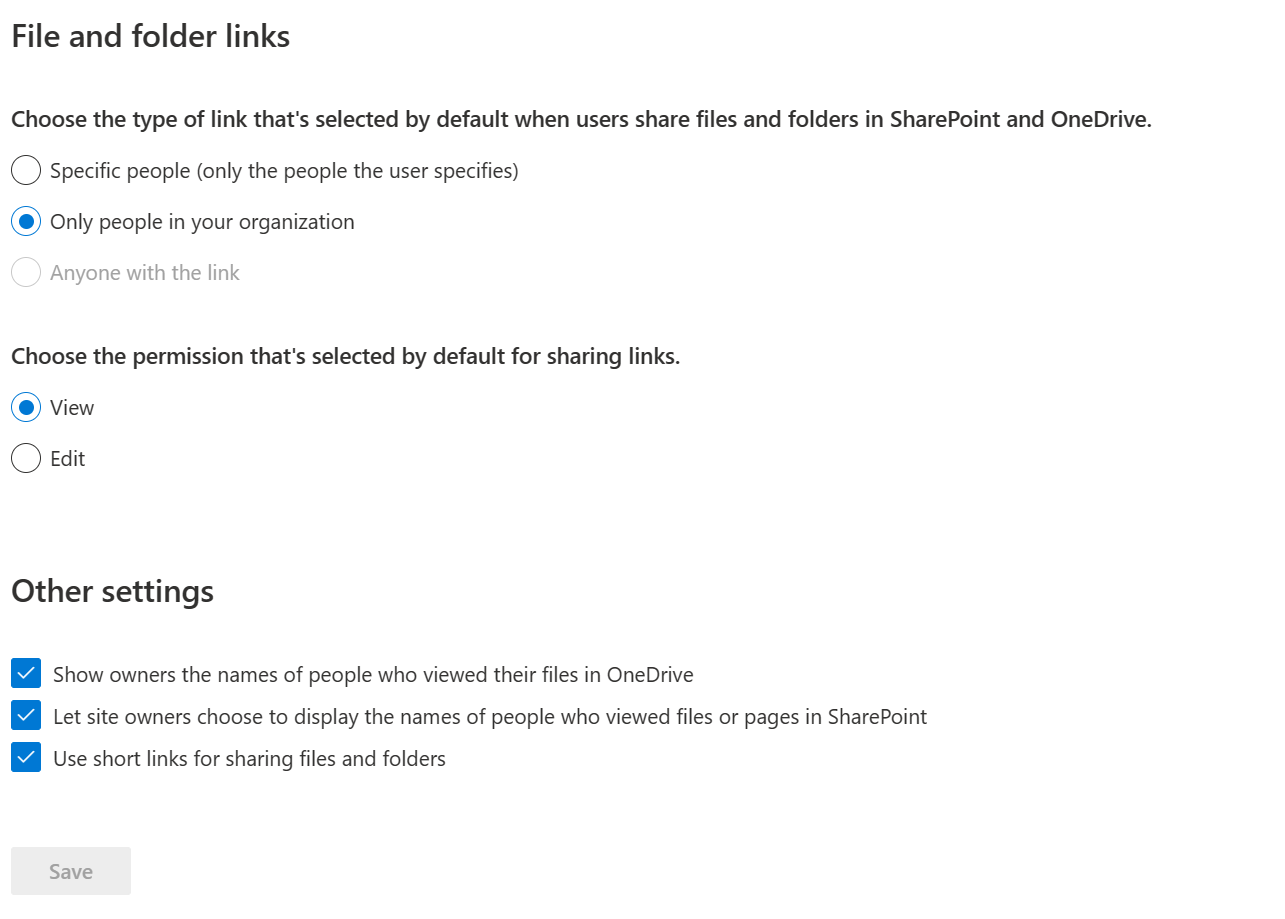 File and folder links
Choose the type of link that's selected by default when users share files and folders in SharePoint and OneDrive.
Specific people (only the people the user specifies)
Only people in your organization
Anyone with the link
Choose the permission that's selected by default for sharing links.
View
Edit
Other settings
Show owners the names of people who viewed their files in OneDrive
Let site owners choose to display the names of people who viewed files or pages in SharePoint
Use short links for sharing files and folders
Save